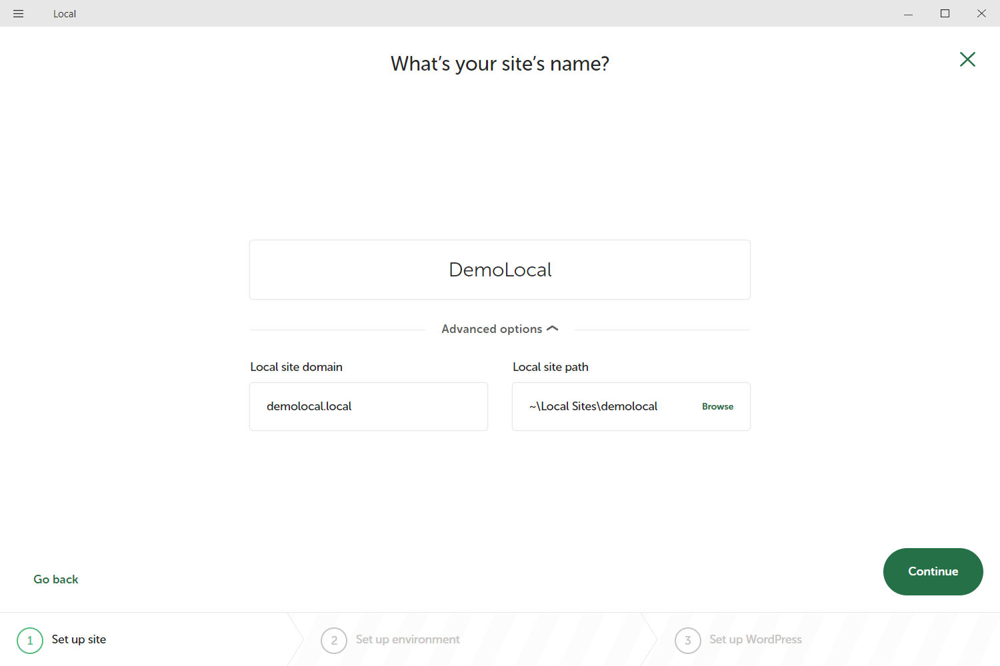 Local
What’s your site’s name?
DemoLocal
Advanced options
Local site domain
Local site path
demolocal.local
~\Local Sites\demolocal
Browse
Go back
Continue
1 Set up site
2 Set up environment
3 Set up WordPress